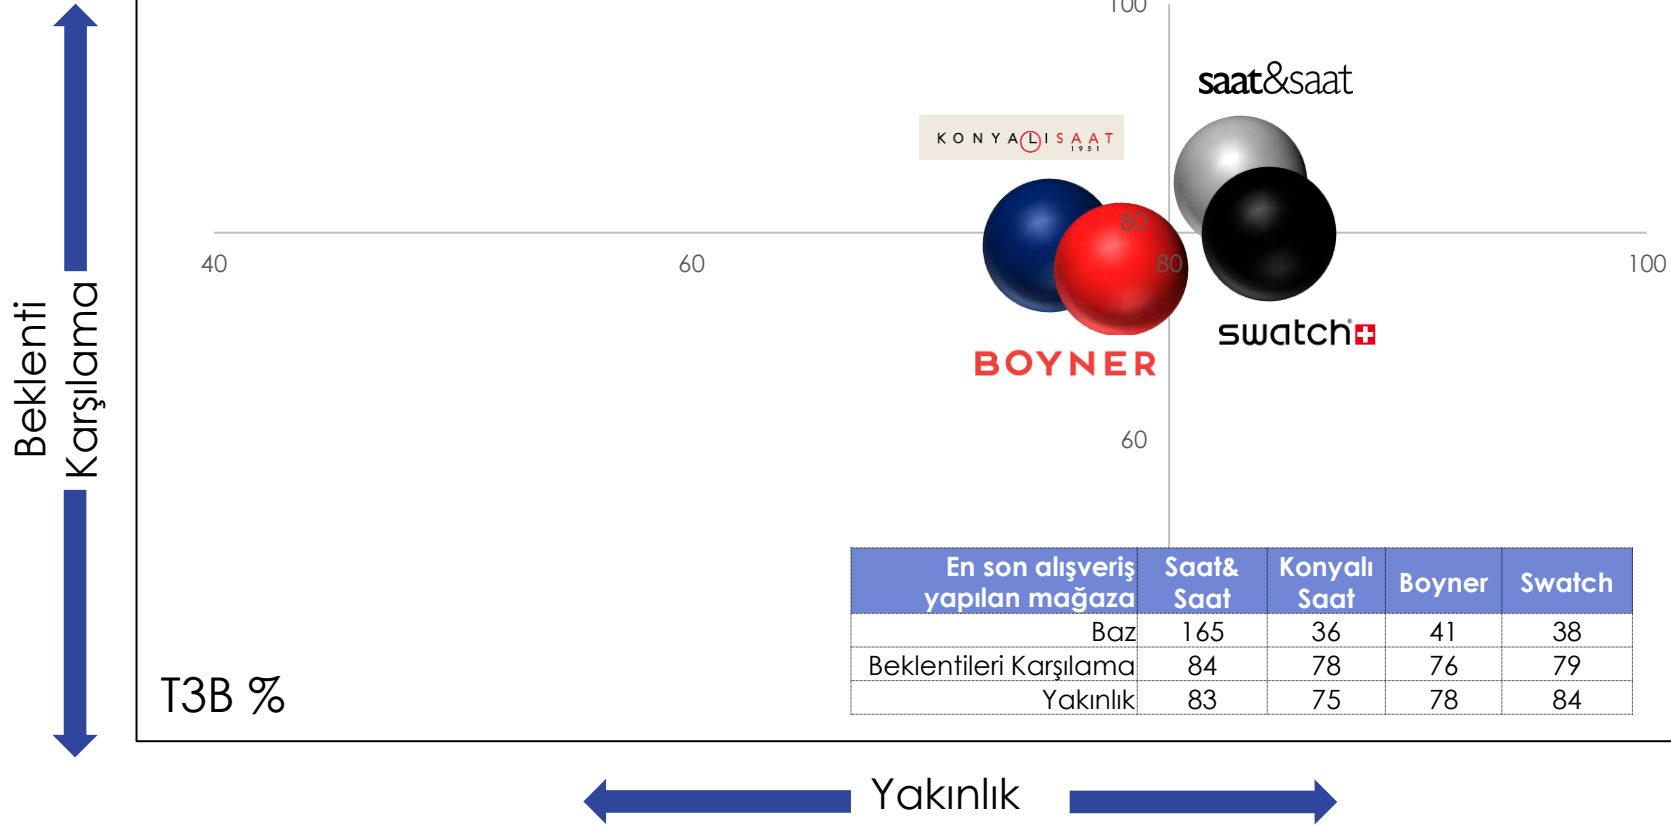 100
saat&saat
KONYALISAAT
1951
80
40
60
80
100
swatch
BOYNER
60
Beklenti
Karşılama
En son alışveriş yapılan mağaza Saat& Saat Konyalı Saat Boyner Swatch
Baz 165 36 41 38
Beklentileri Karşılama 84 78 76 79
Yakınlık 83 75 78 84
T3B %
Yakınlık